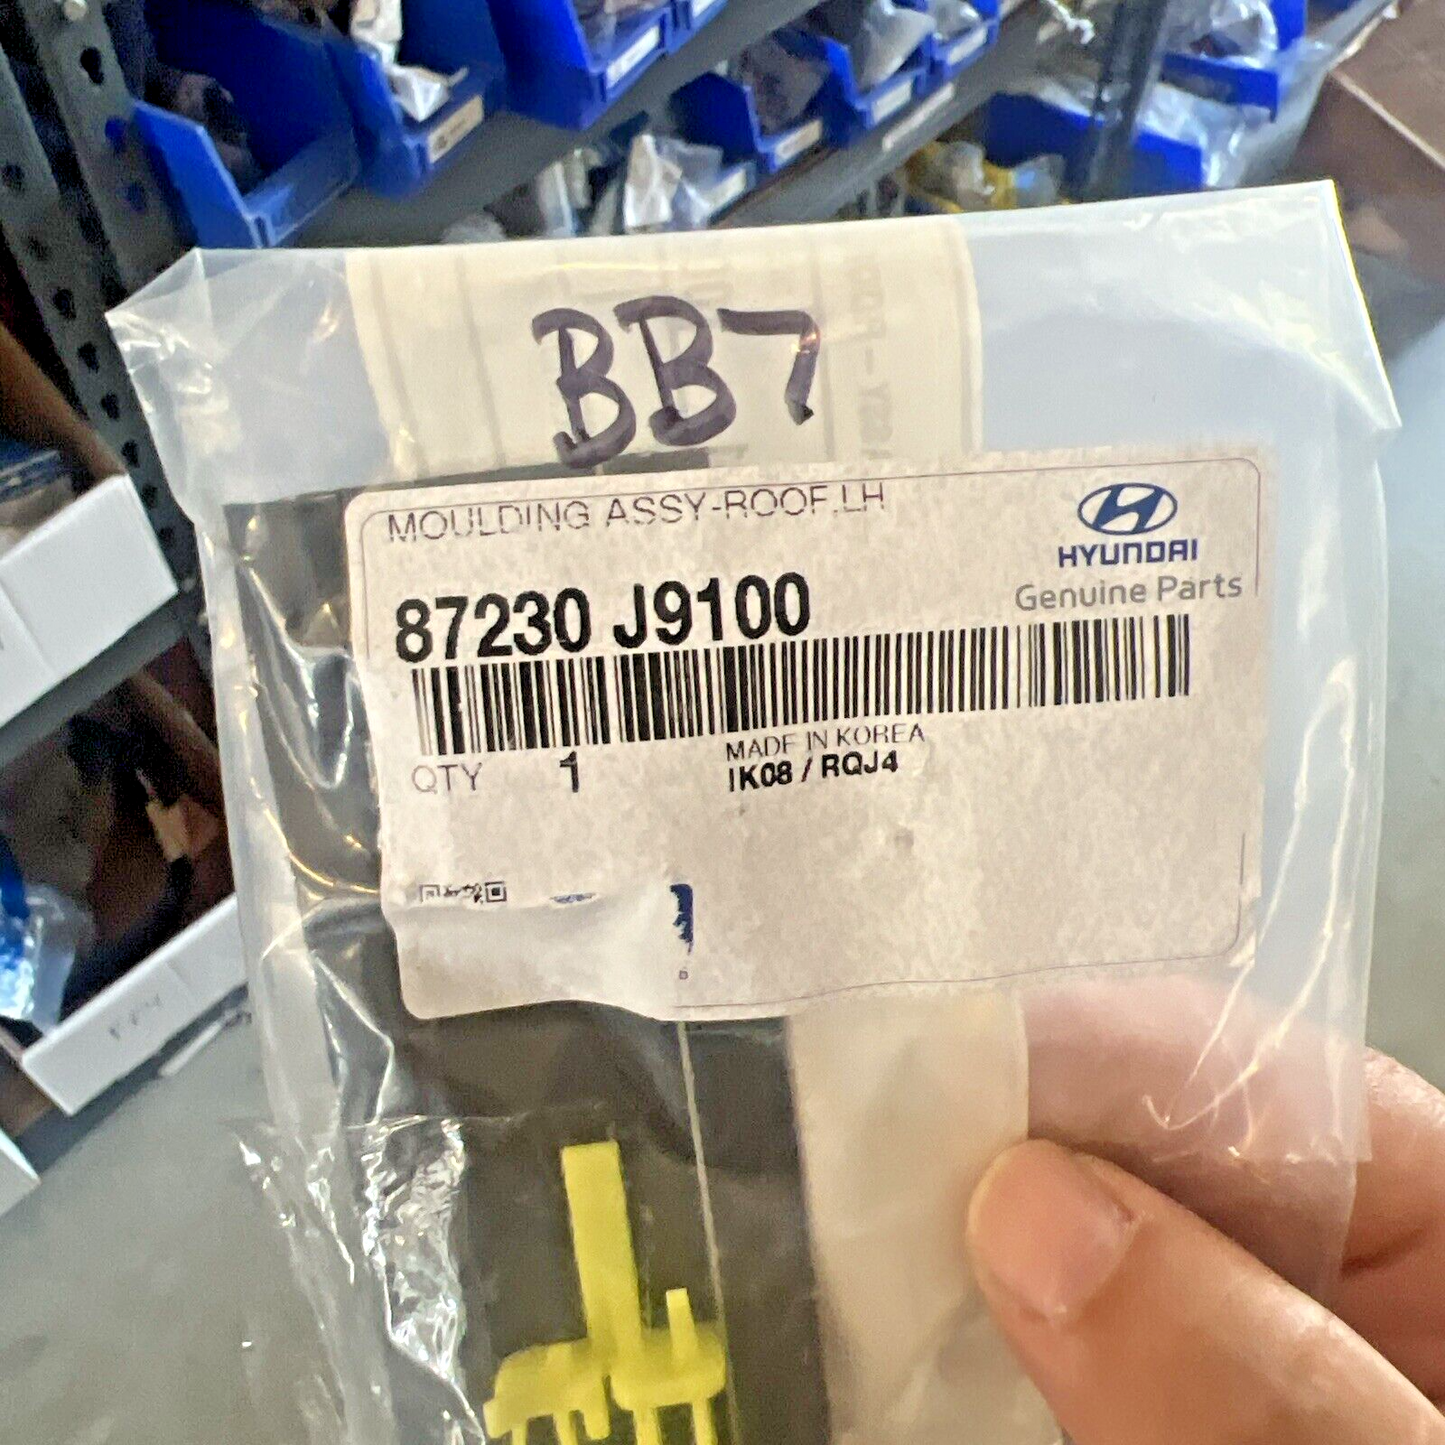 BB7
MOULDING ASSY-ROOF,LH
HYUNDAI
Genuine Parts
87230 J9100
MADE IN KOREA
QTY 1
IK08 / RQJ4